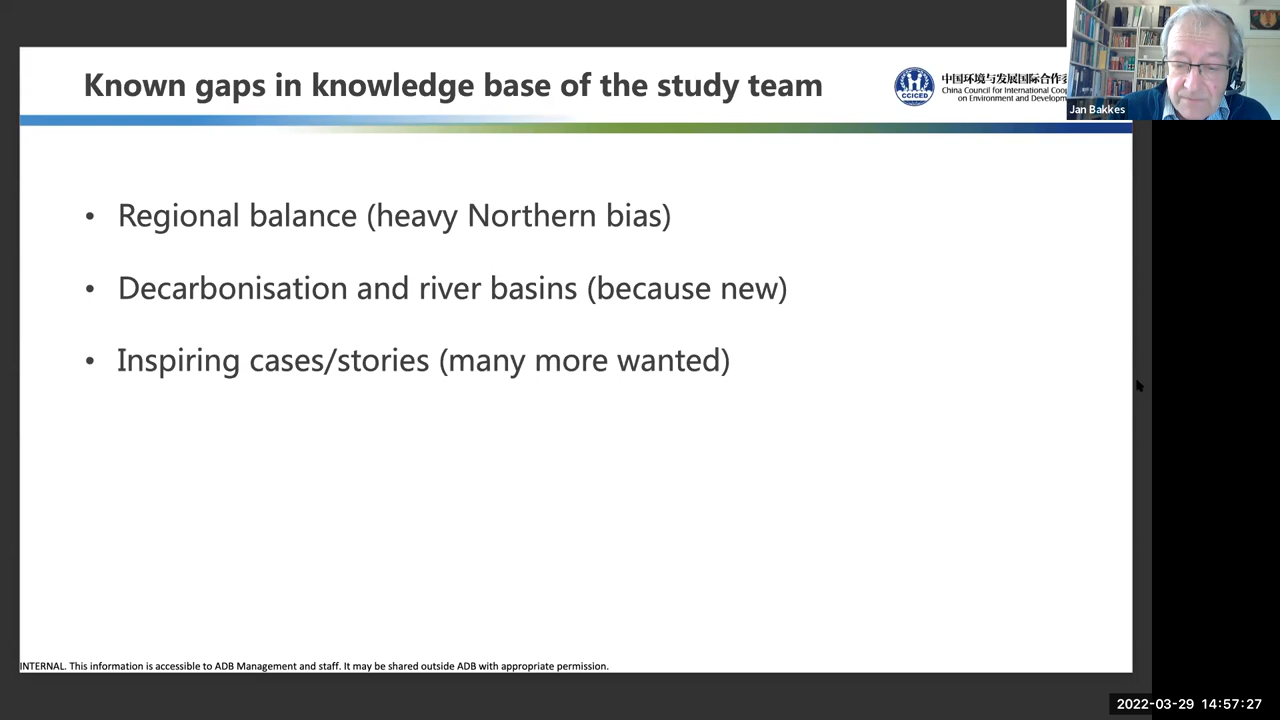 Known gaps in knowledge base of the study team
CCICED
中国环境与发展国际合作
China Council for International
on Environment and
Jan Bakkes
• Regional balance (heavy Northern bias)
• Decarbonisation and river basins (because new)
• Inspiring cases/stories (many more wanted)
INTERNAL. This information is accessible to ADB Management and staff. It may be shared outside ADB with appropriate permission.
2022-03-29 14:57:27